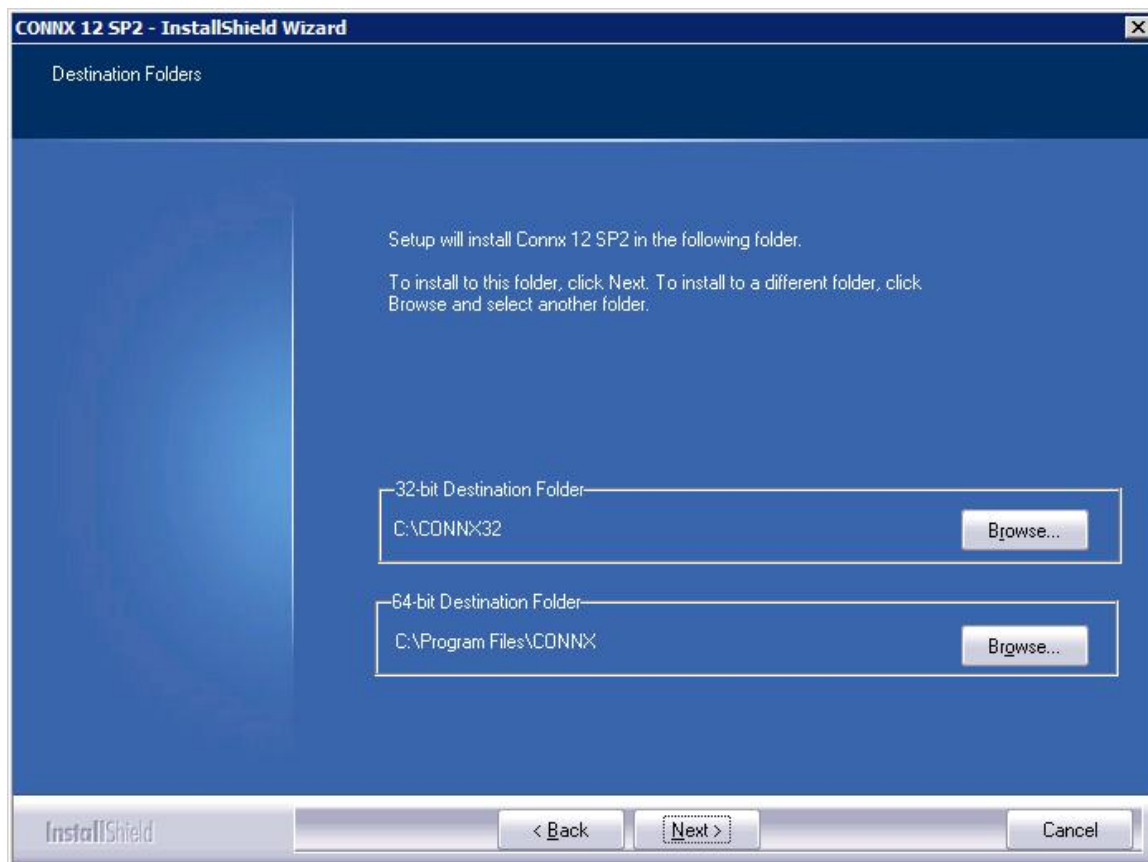 CONNX 12 SP2 - InstallShield Wizard
Destination Folders
Setup will install Connx 12 SP2 in the following folder.
To install to this folder, click Next. To install to a different folder, click
Browse and select another folder.
32-bit Destination Folder
C:\CONNX32
Browse...
64-bit Destination Folder
C:\Program Files\CONNX
Browse...
InstallShield
< Back
Next >
Cancel